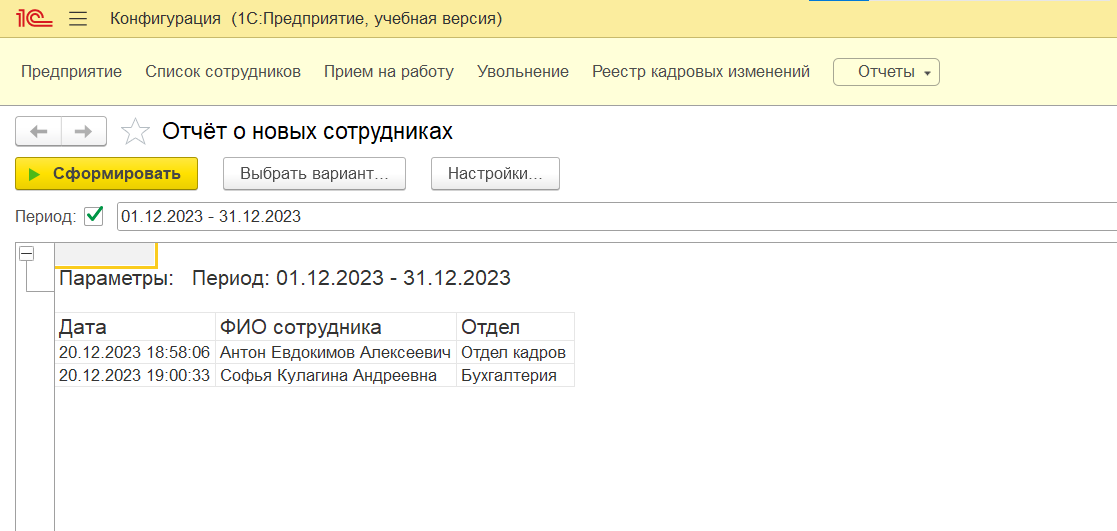 1С Конфигурация (1С:Предприятие, учебная версия)
Предприятие Список сотрудников Прием на работу Увольнение Реестр кадровых изменений Отчеты
Отчёт о новых сотрудниках
Сформировать Выбрать вариант... Настройки...
Период: 01.12.2023 - 31.12.2023
Параметры: Период: 01.12.2023 - 31.12.2023
Дата ФИО сотрудника Отдел
20.12.2023 18:58:06 Антон Евдокимов Алексеевич Отдел кадров
20.12.2023 19:00:33 Софья Кулагина Андреевна Бухгалтерия